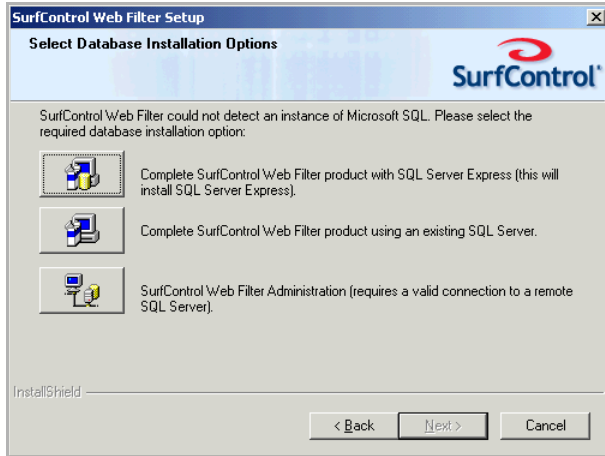 SurfControl Web Filter Setup
Select Database Installation Options
SurfControl
SurfControl Web Filter could not detect an instance of Microsoft SQL. Please select the
required database installation option:
Complete SurfControl Web Filter product with SQL Server Express (this will
install SQL Server Express).
Complete SurfControl Web Filter product using an existing SQL Server.
SurfControl Web Filter Administration (requires a valid connection to a remote
SQL Server).
InstallShield
< Back Next > Cancel